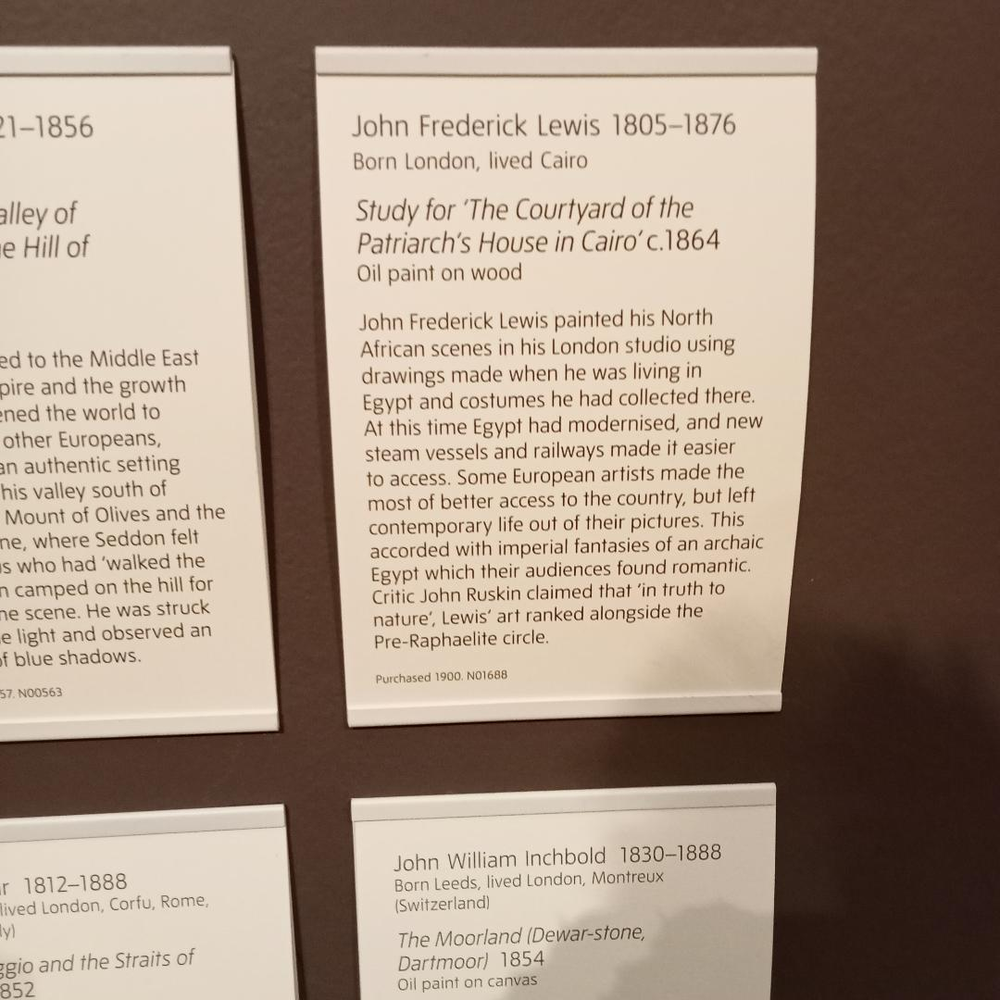 21–1856
alley of
e Hill of
ed to the Middle East
pire and the growth
ened the world to
other Europeans,
an authentic setting
his valley south of
Mount of Olives and the
ne, where Seddon felt
us who had ‘walked the
n camped on the hill for
he scene. He was struck
e light and observed an
of blue shadows.
57. N00563
John Frederick Lewis 1805–1876
Born London, lived Cairo
Study for ‘The Courtyard of the
Patriarch’s House in Cairo’ c.1864
Oil paint on wood
John Frederick Lewis painted his North
African scenes in his London studio using
drawings made when he was living in
Egypt and costumes he had collected there.
At this time Egypt had modernised, and new
steam vessels and railways made it easier
to access. Some European artists made the
most of better access to the country, but left
contemporary life out of their pictures. This
accorded with imperial fantasies of an archaic
Egypt which their audiences found romantic.
Critic John Ruskin claimed that ‘in truth to
nature’, Lewis’ art ranked alongside the
Pre-Raphaelite circle.
Purchased 1900. N01688
r 1812–1888
lived London, Corfu, Rome,
ly)
ggio and the Straits of
852
John William Inchbold 1830–1888
Born Leeds, lived London, Montreux
(Switzerland)
The Moorland (Dewar-stone,
Dartmoor) 1854
Oil paint on canvas